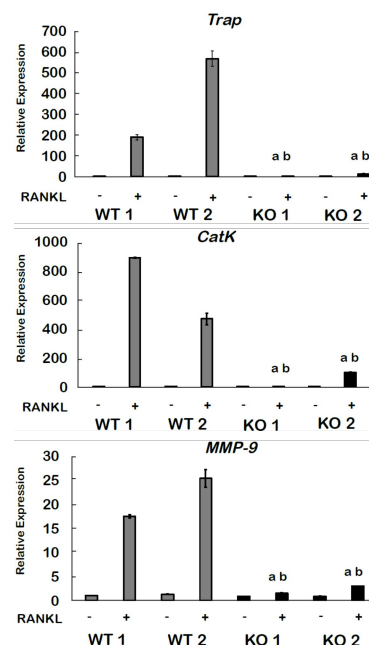 Trap
Relative Expression
700
600
500
400
300
200
100
0
a b
a b
RANKL - + - + - + - +
WT 1 WT 2 KO 1 KO 2
CatK
Relative Expression
1000
800
600
400
200
0
a b
a b
RANKL - + - + - + - +
WT 1 WT 2 KO 1 KO 2
MMP-9
Relative Expression
30
25
20
15
10
5
0
a b
a b
RANKL - + - + - + - +
WT 1 WT 2 KO 1 KO 2